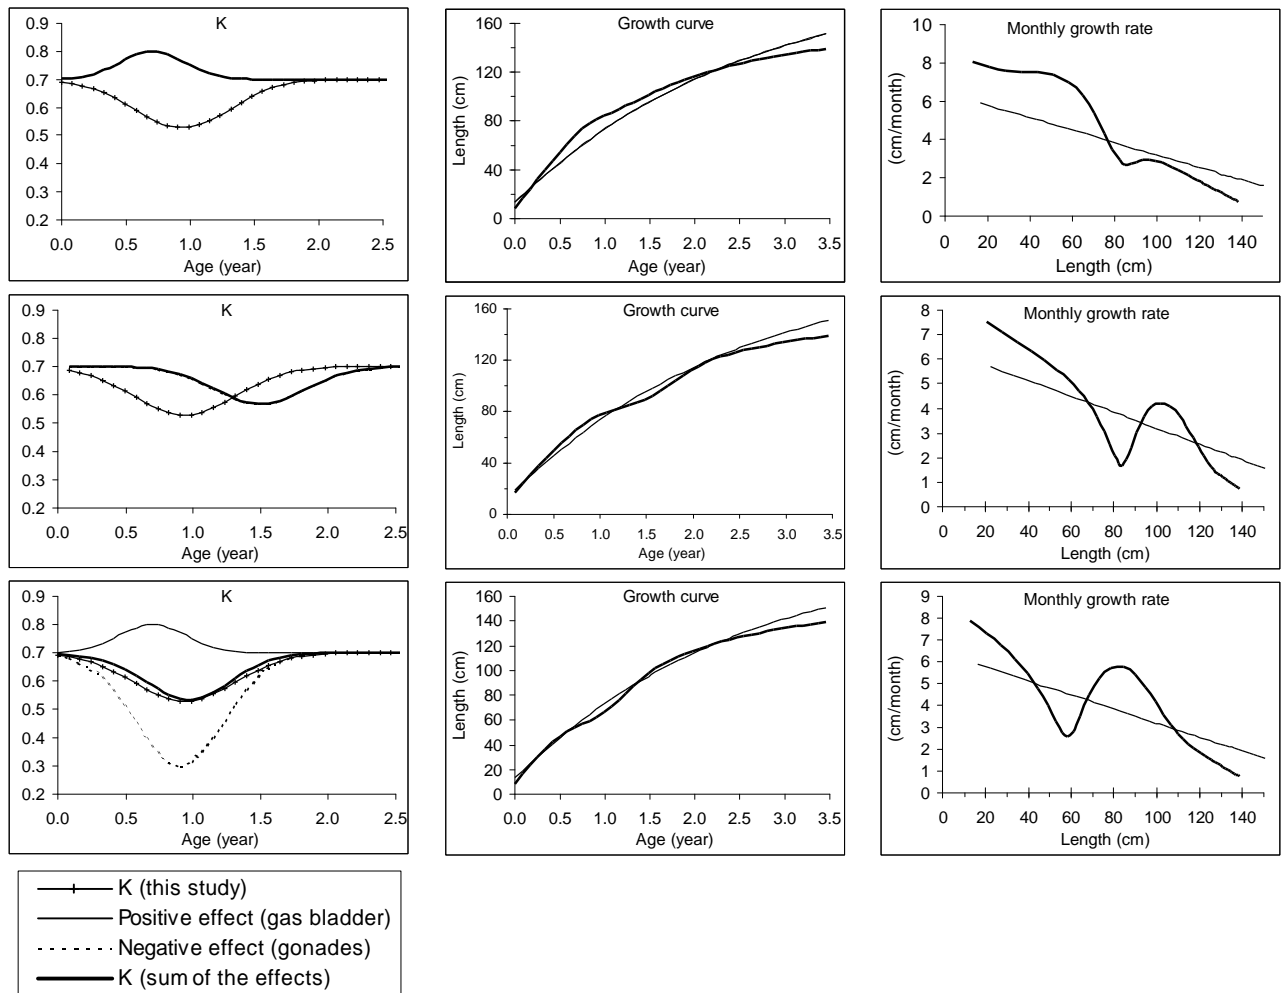 K
0.9
0.8
0.7
0.6
0.5
0.4
0.3
0.2
0.0 0.5 1.0 1.5 2.0 2.5
Age (year)
Growth curve
Length (cm)
160
120
80
40
0
0.0 0.5 1.0 1.5 2.0 2.5 3.0 3.5
Age (year)
Monthly growth rate
(cm/month)
10
8
6
4
2
0
0 20 40 60 80 100 120 140
Length (cm)
K
0.9
0.8
0.7
0.6
0.5
0.4
0.3
0.2
0.0 0.5 1.0 1.5 2.0 2.5
Age (year)
Growth curve
Length (cm)
160
120
80
40
0
0.0 0.5 1.0 1.5 2.0 2.5 3.0 3.5
Age (year)
Monthly growth rate
(cm/month)
8
7
6
5
4
3
2
1
0
0 20 40 60 80 100 120 140
Length (cm)
K
0.9
0.8
0.7
0.6
0.5
0.4
0.3
0.2
0.0 0.5 1.0 1.5 2.0 2.5
Age (year)
Growth curve
Length (cm)
160
140
120
100
80
60
40
20
0
0.0 0.5 1.0 1.5 2.0 2.5 3.0 3.5
Age (year)
Monthly growth rate
(cm/month)
9
8
7
6
5
4
3
2
1
0
0 20 40 60 80 100 120 140
Length (cm)
K (this study)
Positive effect (gas bladder)
Negative effect (gonades)
K (sum of the effects)